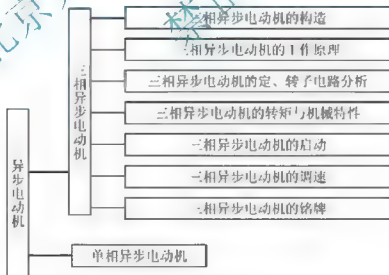 三相异步电动机的构造
三相异步电动机的工作原理
三相异步电动机的定、转子电路分析
三相异步电动机的转矩与机械特性
三相异步电动机的启动
三相异步电动机的调速
三相异步电动机的铭牌
三相异步电动机
异步电动机
单相异步电动机